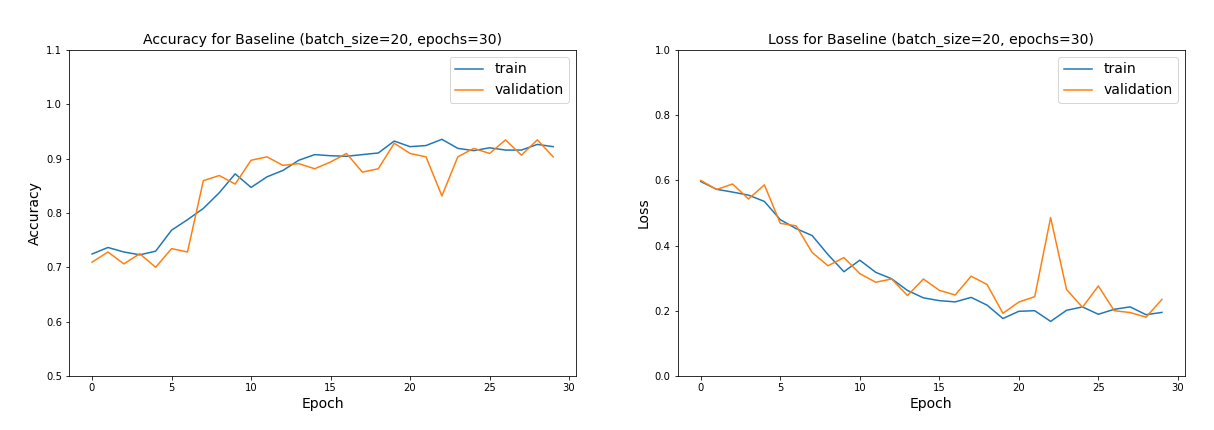 Accuracy for Baseline (batch_size=20, epochs=30)
1.1
1.0
0.9
0.8
0.7
0.6
0.5
Accuracy
train
validation
0 5 10 15 20 25 30
Epoch
Loss for Baseline (batch_size=20, epochs=30)
1.0
0.8
0.6
0.4
0.2
0.0
Loss
train
validation
0 5 10 15 20 25 30
Epoch